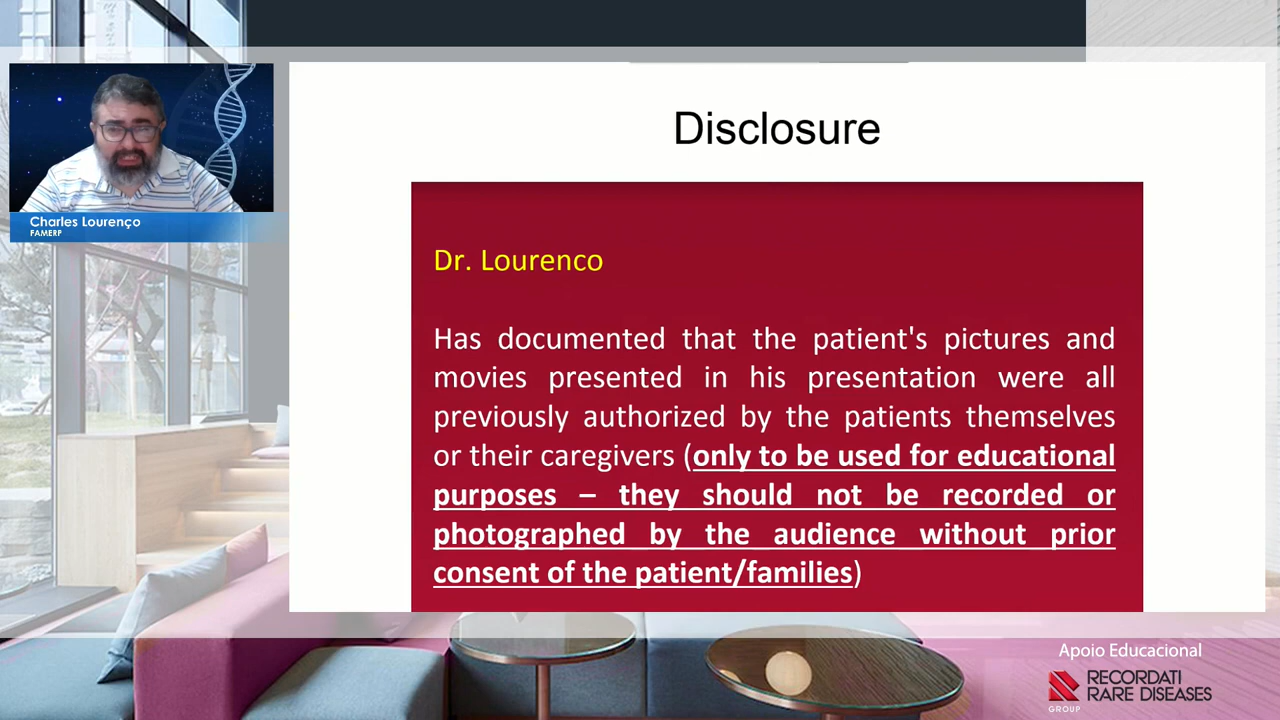 Disclosure
Charles Lourenço
FAMERP
Dr. Lourenco
Has documented that the patient's pictures and
movies presented in his presentation were all
previously authorized by the patients themselves
or their caregivers (only to be used for educational
purposes – they should not be recorded or
photographed by the audience without prior
consent of the patient/families)
Apoio Educacional
RECORDATI
RARE DISEASES
GROUP